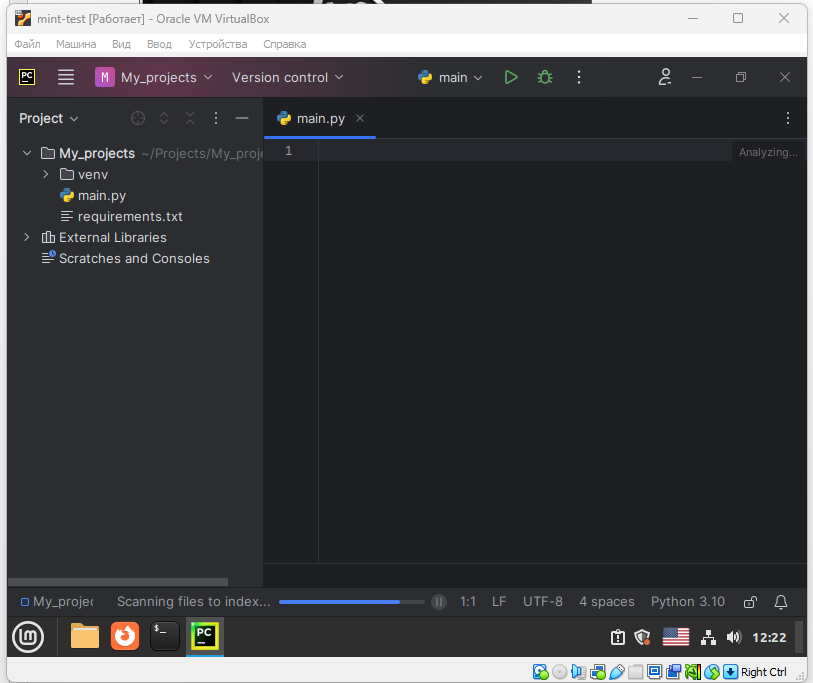 mint-test [Работает] - Oracle VM VirtualBox
Файл Машина Вид Ввод Устройства Справка
PC M My_projects Version control main
Project main.py
My_projects ~/Projects/My_proje
1 Analyzing...
venv
main.py
requirements.txt
External Libraries
Scratches and Consoles
My_projec Scanning files to index... 1:1 LF UTF-8 4 spaces Python 3.10
$_ PC 12:22
Right Ctrl